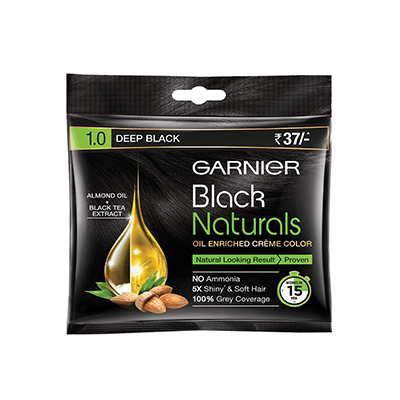 1.0 DEEP BLACK
₹37/-
GARNIER
Black
Naturals
OIL ENRICHED CRÈME COLOR
Natural Looking Result > Proven
ALMOND OIL
+
BLACK TEA
EXTRACT
NO Ammonia
5X Shiny* & Soft Hair
100% Grey Coverage
15
MIN